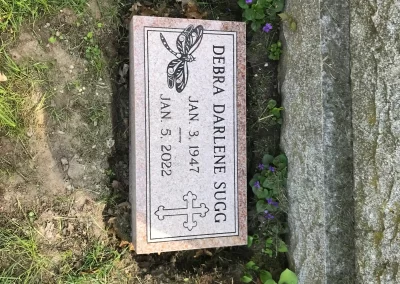 DEBRA DARLENE SUGG
JAN. 3, 1947
—
JAN. 5, 2022